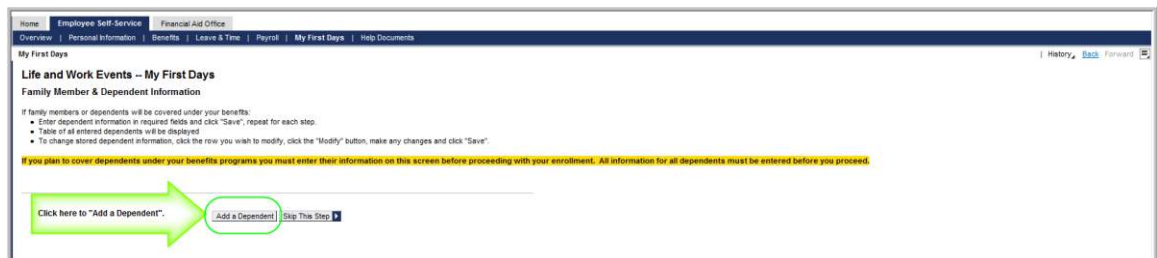 Home Employee Self-Service Financial Aid Office
Overview | Personal Information | Benefits | Leave & Time | Payroll | My First Days | Help Documents
My First Days | History Back Forward
Life and Work Events -- My First Days
Family Member & Dependent Information
If family members or dependents will be covered under your benefits:
• Enter dependent information in required fields and click "Save", repeat for each step.
• Table of all entered dependents will be displayed
• To change stored dependent information, click the row you wish to modify, click the "Modify" button, make any changes and click "Save".
If you plan to cover dependents under your benefits programs you must enter their information on this screen before proceeding with your enrollment. All information for all dependents must be entered before you proceed.
Click here to "Add a Dependent". Add a Dependent Skip This Step